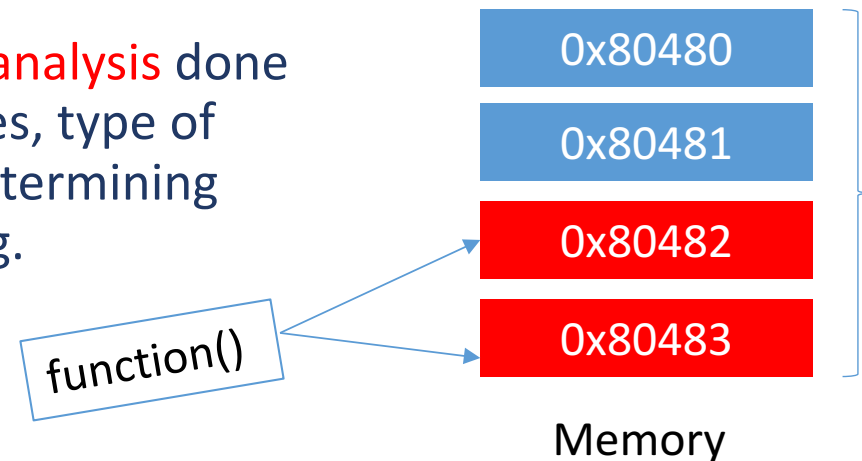 analysis done
es, type of
termining
g.
function()
0x80480
0x80481
0x80482
0x80483
Memory